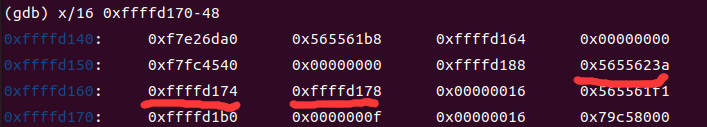 (gdb) x/16 0xffffd170-48
0xffffd140: 0xf7e26da0 0x565561b8 0xffffd164 0x00000000
0xffffd150: 0xf7fc4540 0x00000000 0xffffd188 0x5655623a
0xffffd160: 0xffffd174 0xffffd178 0x00000016 0x565561f1
0xffffd170: 0xffffd1b0 0x0000000f 0x00000016 0x79c58000